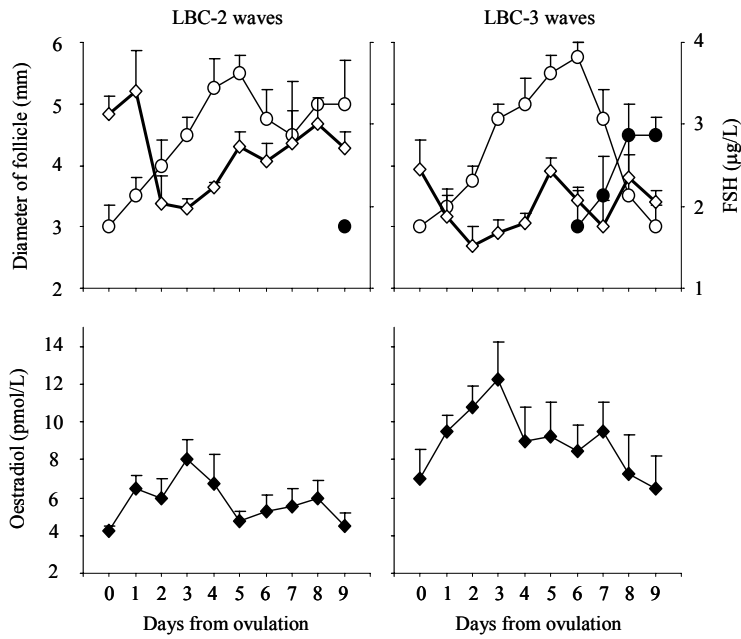 LBC-2 waves
LBC-3 waves
Diameter of follicle (mm)
6
5
4
3
2
4
3
2
1
FSH (µg/L)
Oestradiol (pmol/L)
14
12
10
8
6
4
2
0 1 2 3 4 5 6 7 8 9
0 1 2 3 4 5 6 7 8 9
Days from ovulation
Days from ovulation